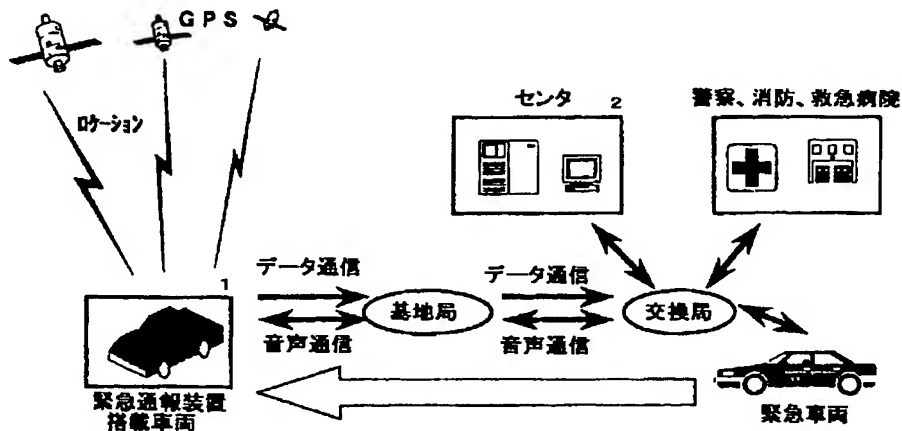 GPS
ロケーション
センタ 2
警察、消防、救急病院
1
データ通信
データ通信
基地局
交換局
音声通信
音声通信
緊急通報装置
搭載車両
緊急車両